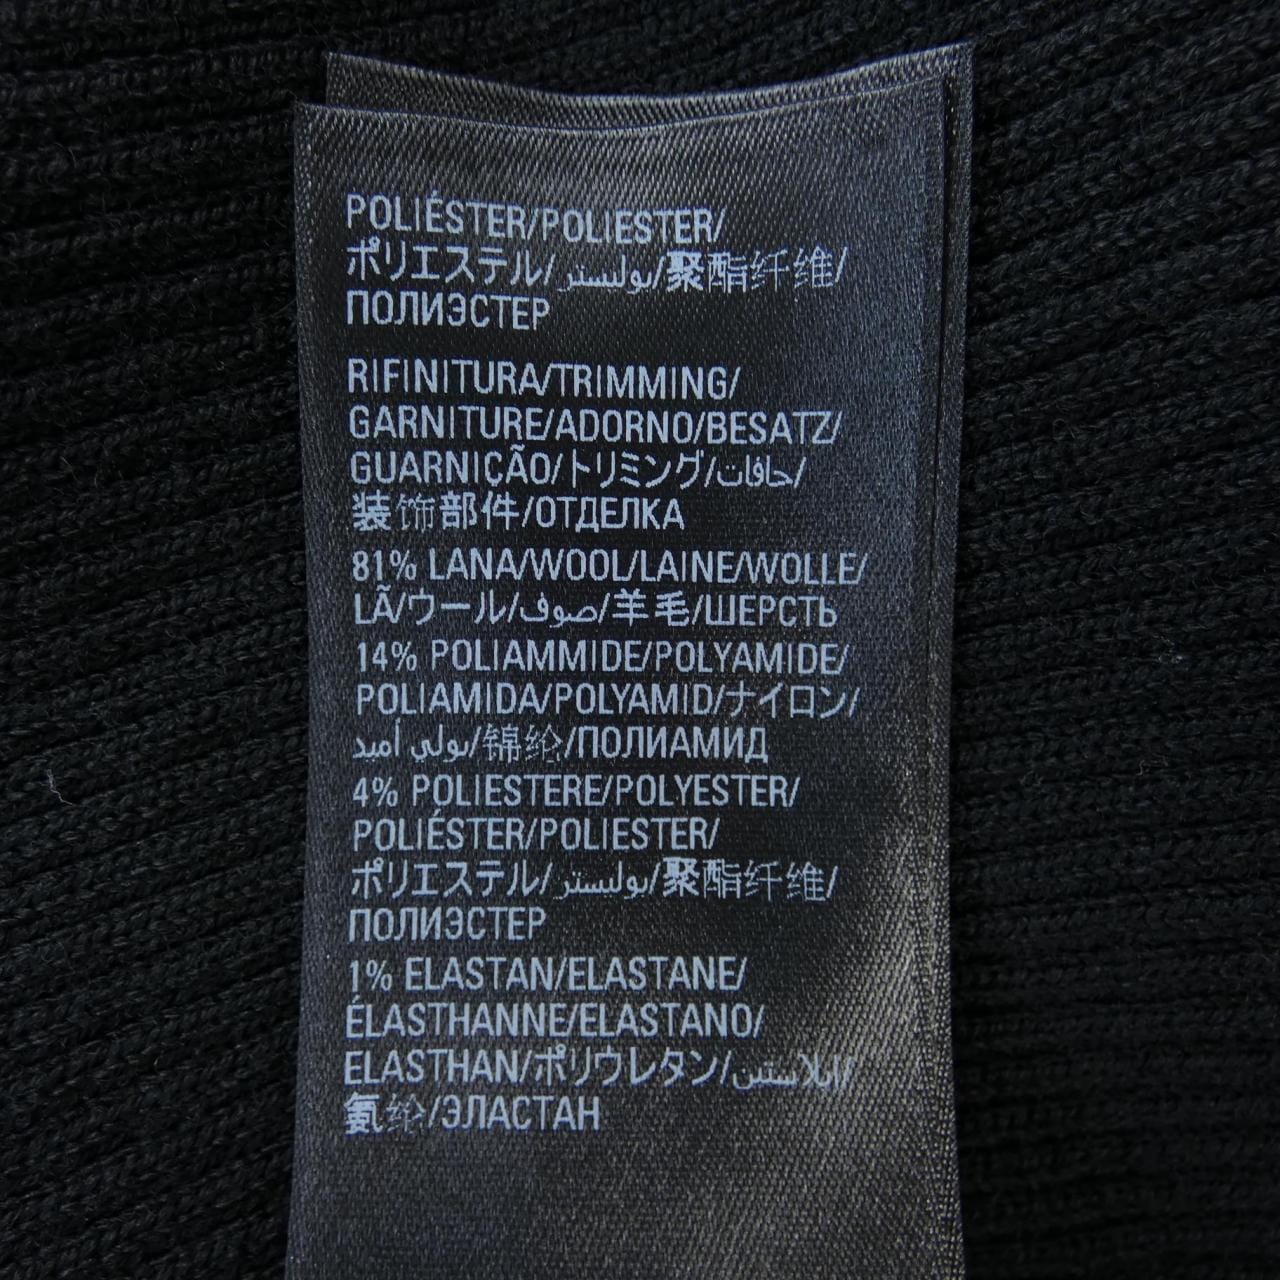 POLIÉSTER/POLIESTER/
ポリエステル/بوليستر/聚酯纤维/
ПОЛИЭСТЕР
RIFINITURA/TRIMMING/
GARNITURE/ADORNO/BESATZ/
GUARNIÇÃO/トリミング/حافات/
装饰部件/ОТДЕЛКА
81% LANA/WOOL/LAINE/WOLLE/
LÃ/ウール/صوف/羊毛/ШЕРСТЬ
14% POLIAMMIDE/POLYAMIDE/
POLIAMIDA/POLYAMID/ナイロン/
بولي أميد/锦纶/ПОЛИАМИД
4% POLIESTERE/POLYESTER/
POLIÉSTER/POLIESTER/
ポリエステル/بوليستر/聚酯纤维/
ПОЛИЭСТЕР
1% ELASTAN/ELASTANE/
ÉLASTHANNE/ELASTANO/
ELASTHAN/ポリウレタン/إيلاستين/
氨纶/ЭЛАСТАН